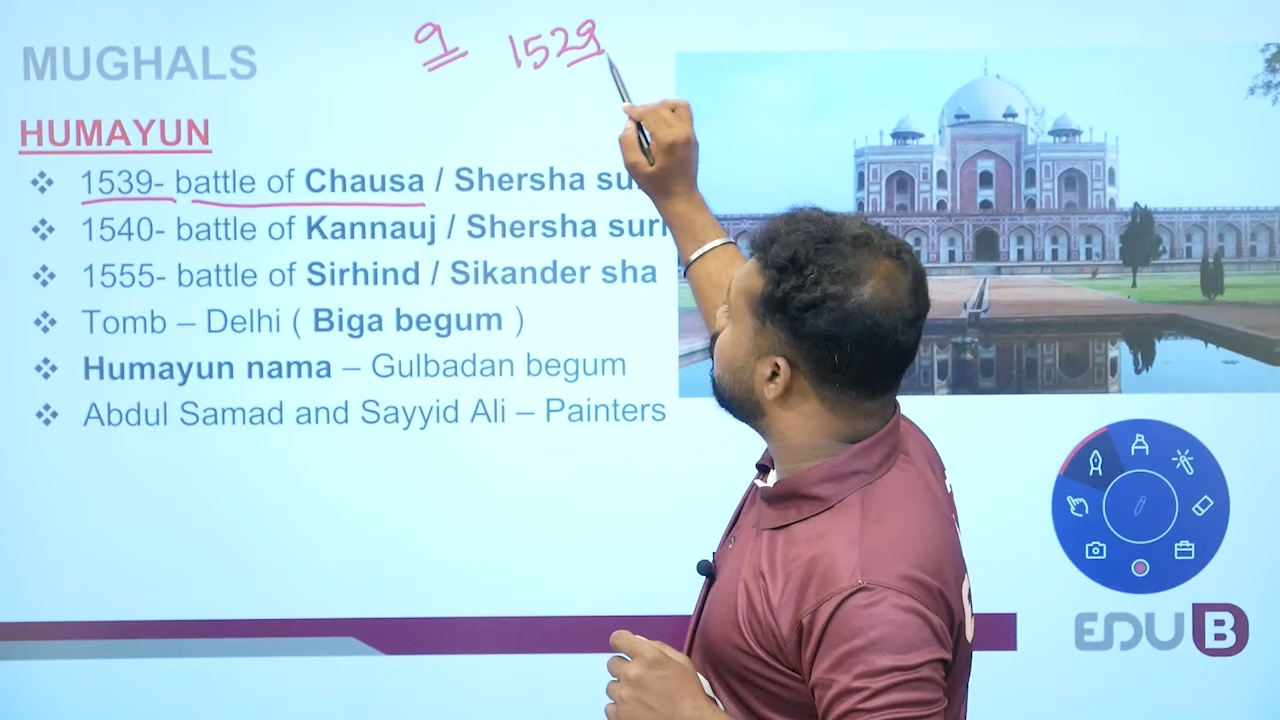 MUGHALS
9 1529
HUMAYUN
❖ 1539- battle of Chausa / Shersha su
❖ 1540- battle of Kannauj / Shersha suri
❖ 1555- battle of Sirhind / Sikander sha
❖ Tomb – Delhi ( Biga begum )
❖ Humayun nama – Gulbadan begum
❖ Abdul Samad and Sayyid Ali – Painters
EDU B